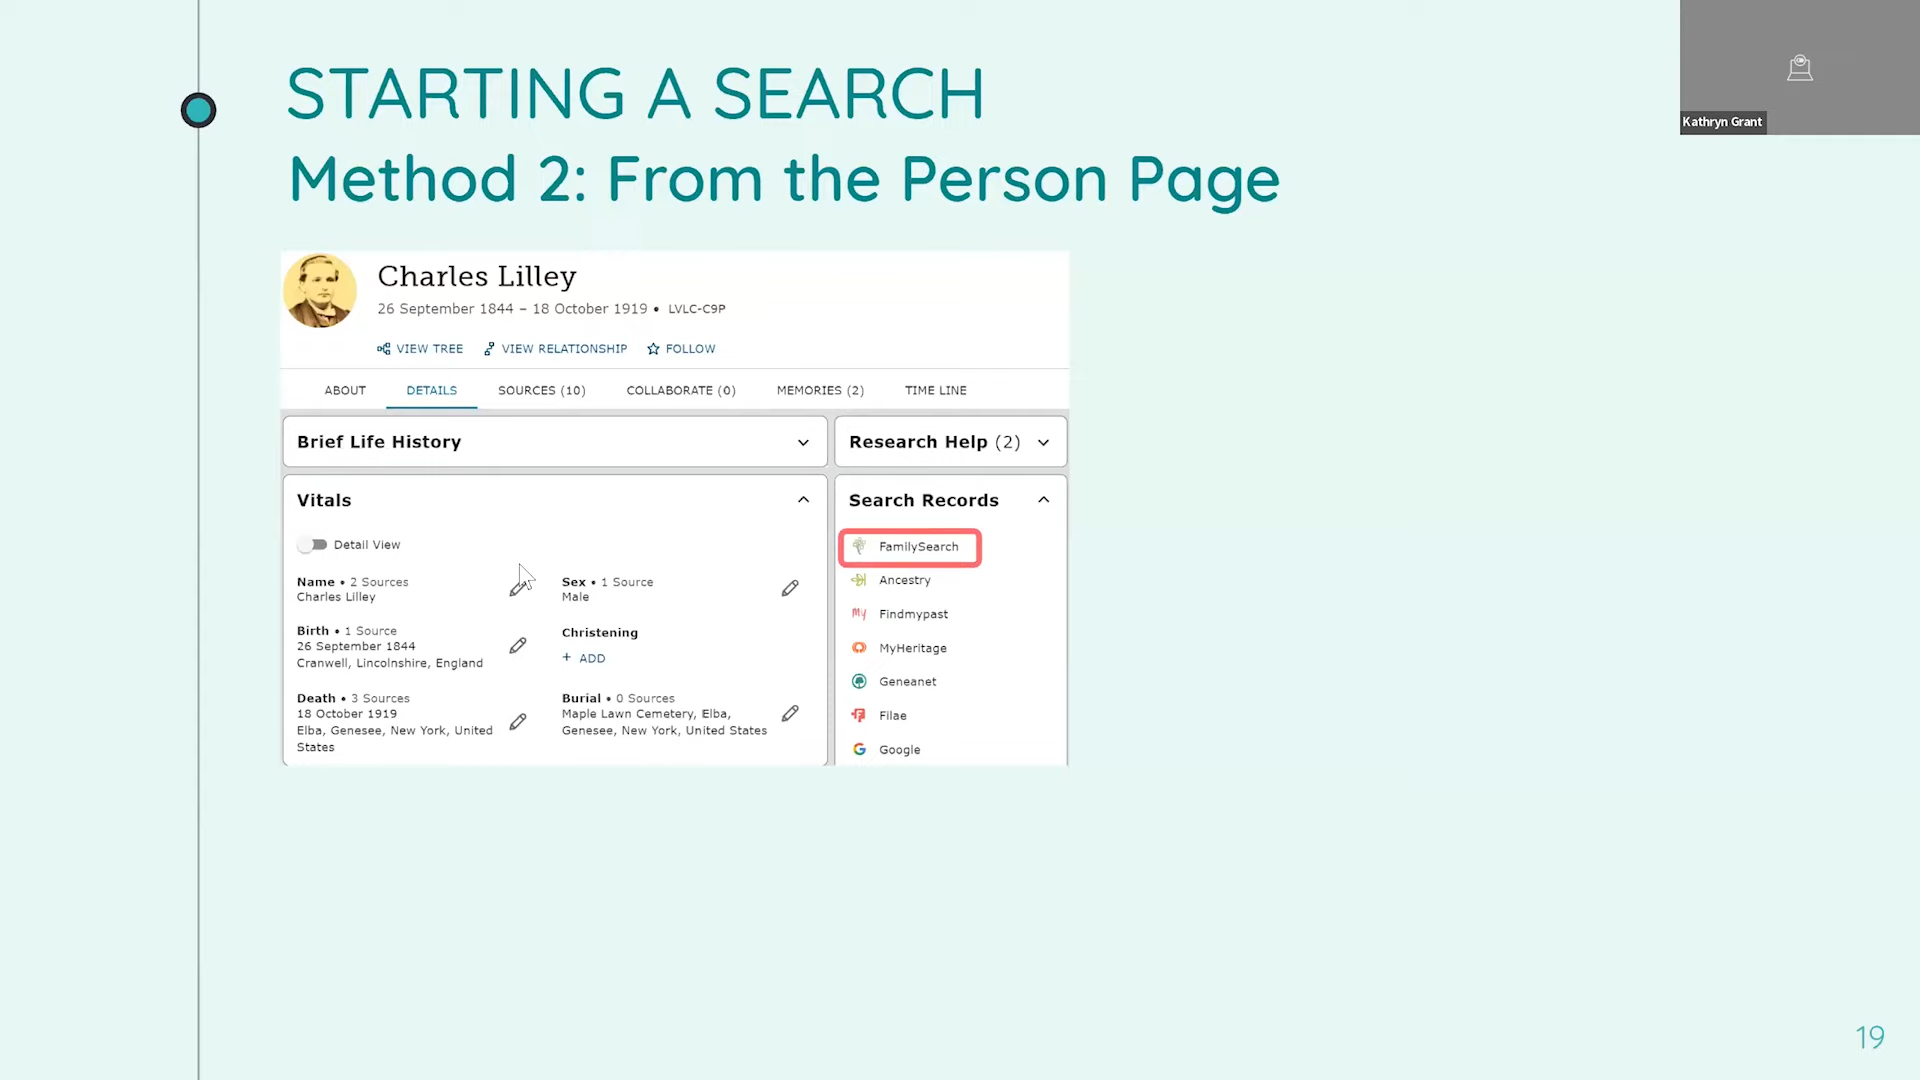 STARTING A SEARCH
Method 2: From the Person Page
Kathryn Grant
Charles Lilley
26 September 1844 – 18 October 1919 • LVLC-C9P
VIEW TREE VIEW RELATIONSHIP FOLLOW
ABOUT DETAILS SOURCES (10) COLLABORATE (0) MEMORIES (2) TIME LINE
Brief Life History
Vitals
Detail View
Name • 2 Sources
Charles Lilley
Sex • 1 Source
Male
Birth • 1 Source
26 September 1844
Cranwell, Lincolnshire, England
Christening
+ ADD
Death • 3 Sources
18 October 1919
Elba, Genesee, New York, United
States
Burial • 0 Sources
Maple Lawn Cemetery, Elba,
Genesee, New York, United States
Research Help (2)
Search Records
FamilySearch
Ancestry
My Findmypast
MyHeritage
Geneanet
Filae
G Google
19